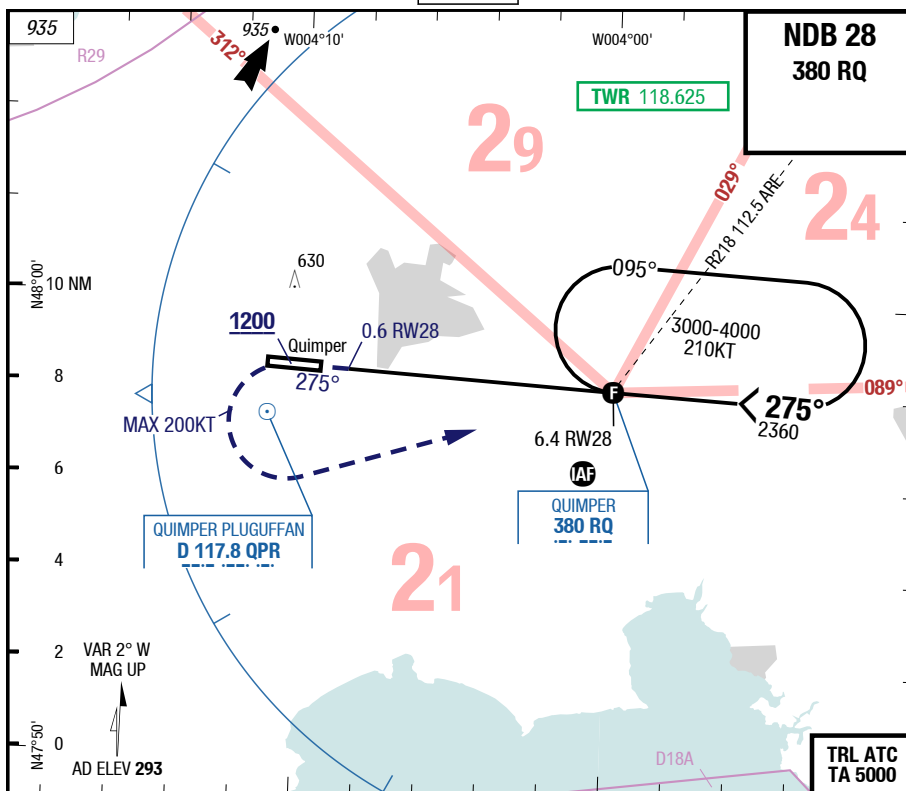 935
935
W004°10'
W004°00'
NDB 28
380 RQ
R29
312°
TWR 118.625
29
029°
R218 112.5 ARE
24
N48°00'
10 NM
630
095°
3000-4000
210KT
1200
Quimper
0.6 RW28
275°
8
089°
F
275°
2360
MAX 200KT
6.4 RW28
6
IAF
QUIMPER PLUGUFFAN
D 117.8 QPR
QUIMPER
380 RQ
4
21
2
VAR 2° W
MAG UP
N47°50'
0
AD ELEV 293
D18A
TRL ATC
TA 5000